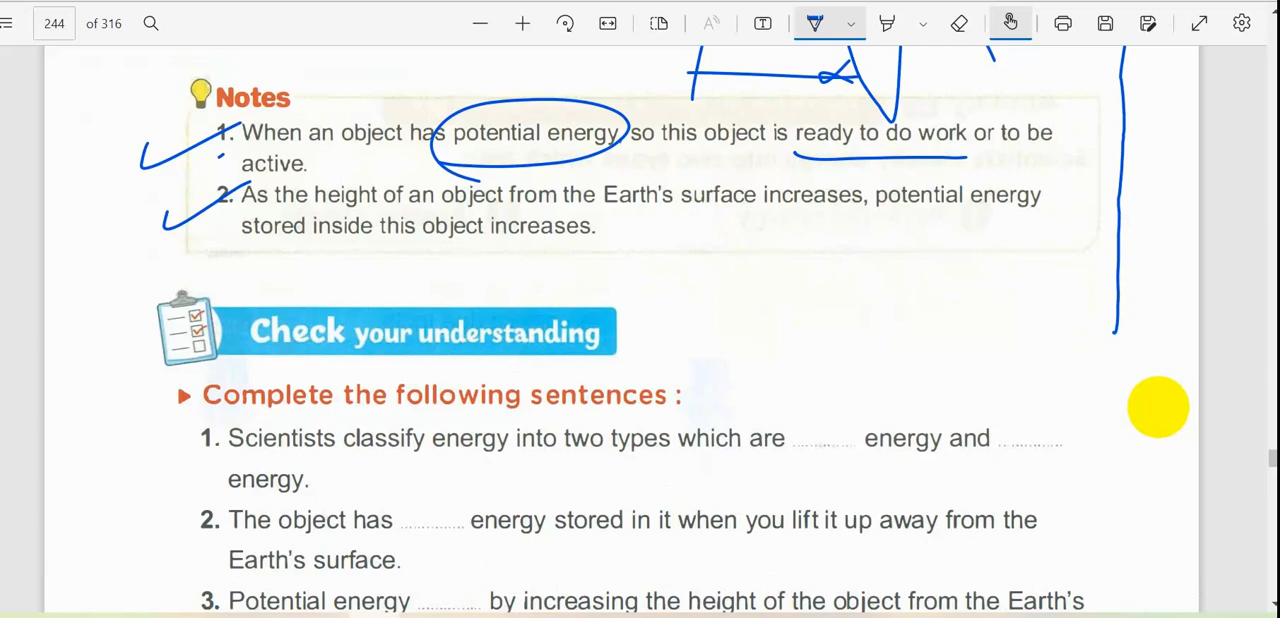 244 of 316
Notes
1. When an object has potential energy, so this object is ready to do work or to be
active.
2. As the height of an object from the Earth's surface increases, potential energy
stored inside this object increases.
Check your understanding
Complete the following sentences :
1. Scientists classify energy into two types which are ............ energy and ............
energy.
2. The object has ............ energy stored in it when you lift it up away from the
Earth's surface.
3. Potential energy ............ by increasing the height of the object from the Earth's